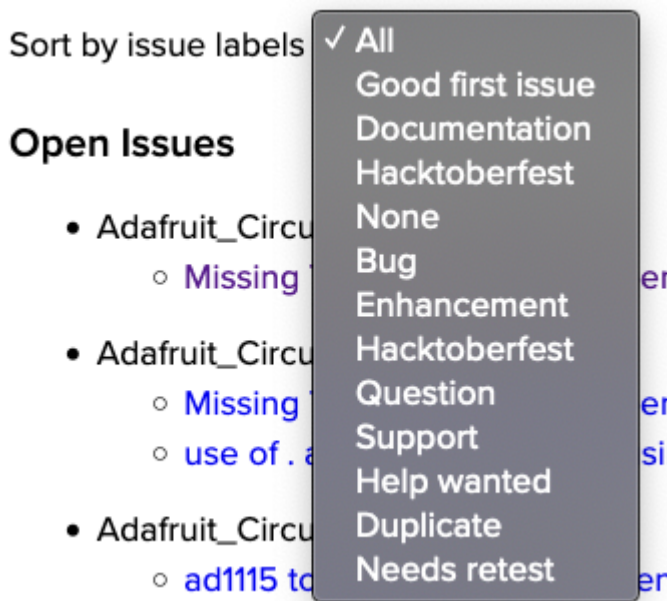 Sort by issue labels ✓ All
Good first issue
Documentation
Hacktoberfest
None
Bug
Enhancement
Hacktoberfest
Question
Support
Help wanted
Duplicate
Needs retest
Open Issues
• Adafruit_Circu
○ Missing
• Adafruit_Circu
○ Missing
○ use of .
• Adafruit_Circu
○ ad1115 to